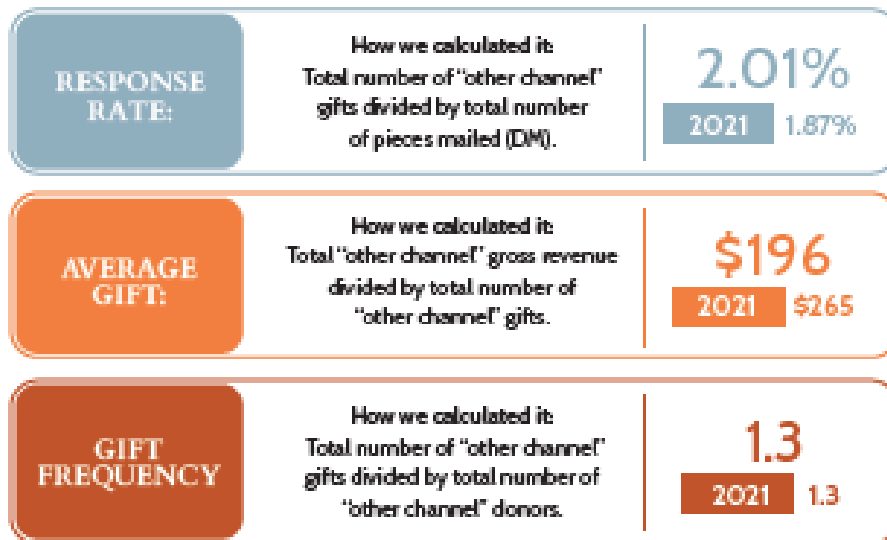 RESPONSE
RATE:
How we calculated it:
Total number of “other channel”
gifts divided by total number
of pieces mailed (DM).
2.01%
2021 1.87%
AVERAGE
GIFT:
How we calculated it:
Total “other channel” gross revenue
divided by total number of
“other channel” gifts.
$196
2021 $265
GIFT
FREQUENCY
How we calculated it:
Total number of “other channel”
gifts divided by total number of
“other channel” donors.
1.3
2021 1.3